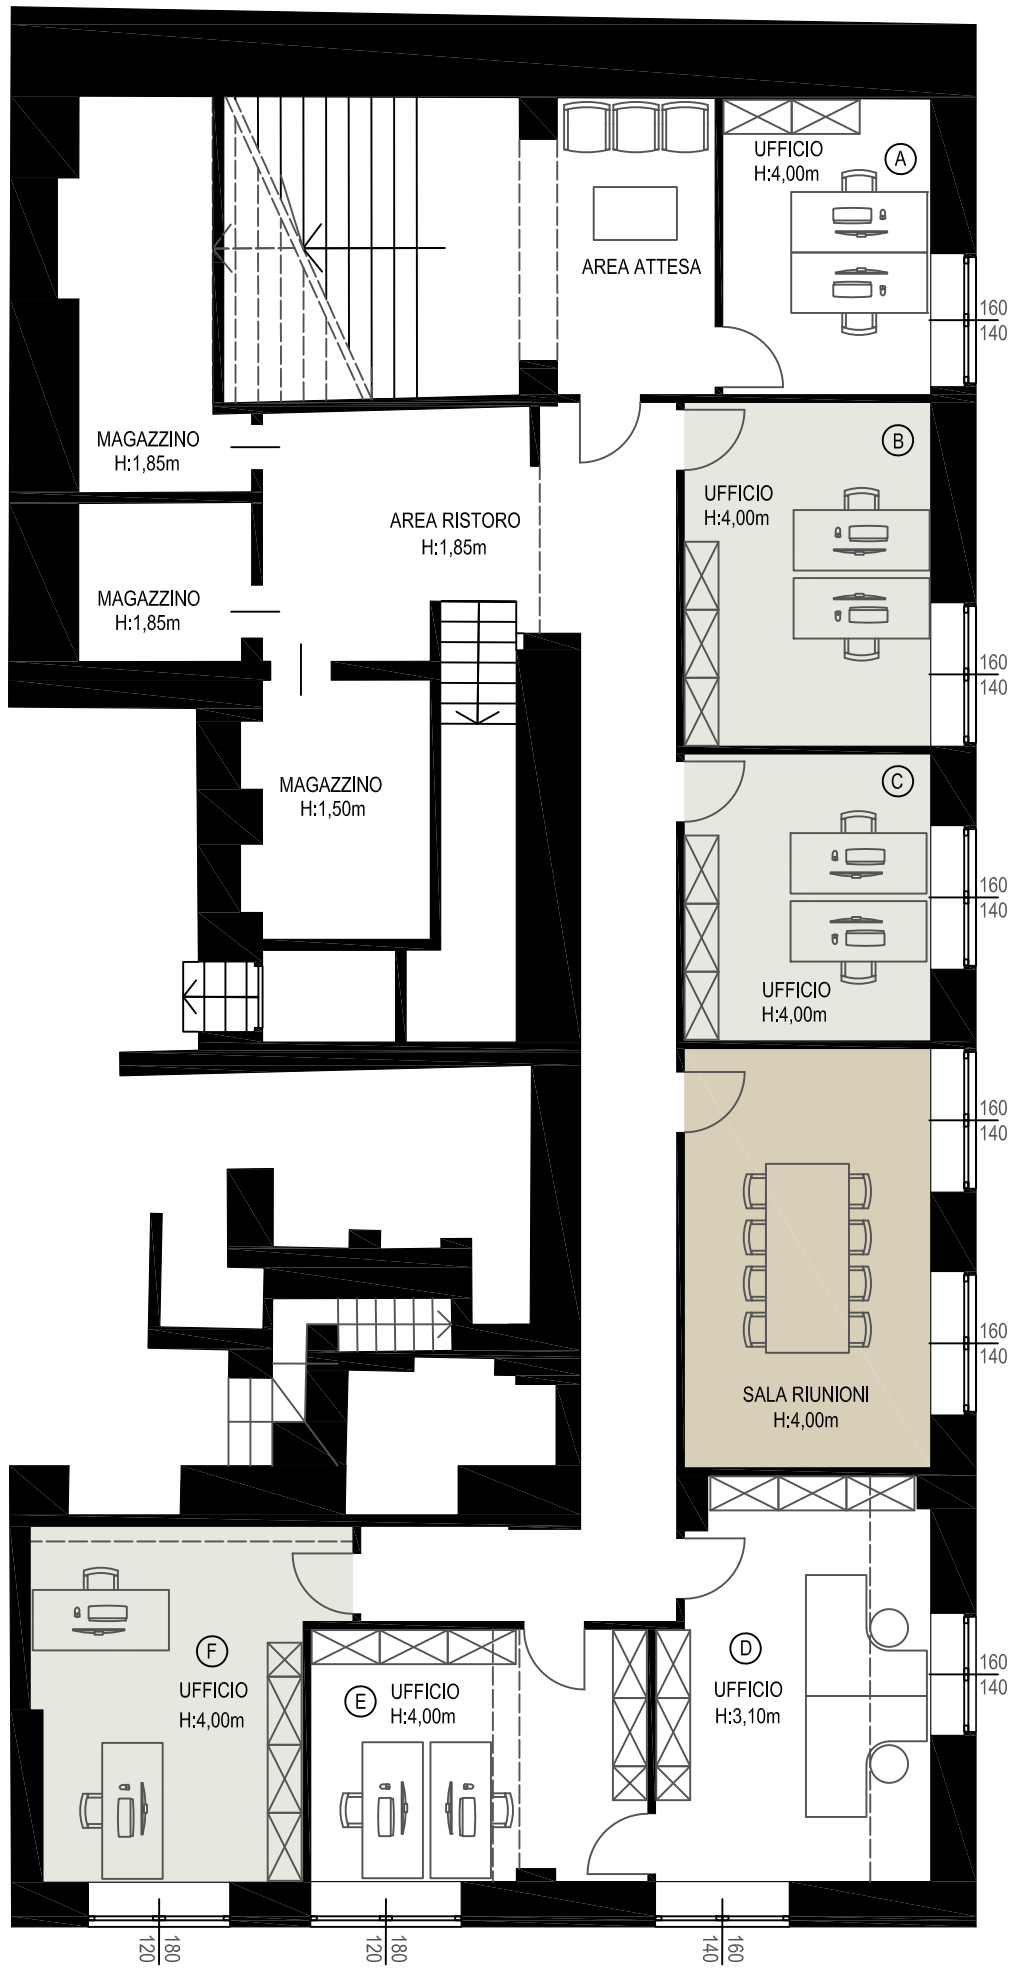 UFFICIO
H:4,00m
A
AREA ATTESA
160
140
MAGAZZINO
H:1,85m
B
UFFICIO
H:4,00m
AREA RISTORO
H:1,85m
MAGAZZINO
H:1,85m
160
140
MAGAZZINO
H:1,50m
C
160
140
UFFICIO
H:4,00m
160
140
160
140
SALA RIUNIONI
H:4,00m
F
UFFICIO
H:4,00m
E
UFFICIO
H:4,00m
D
UFFICIO
H:3,10m
160
140
180
120
180
120
160
140